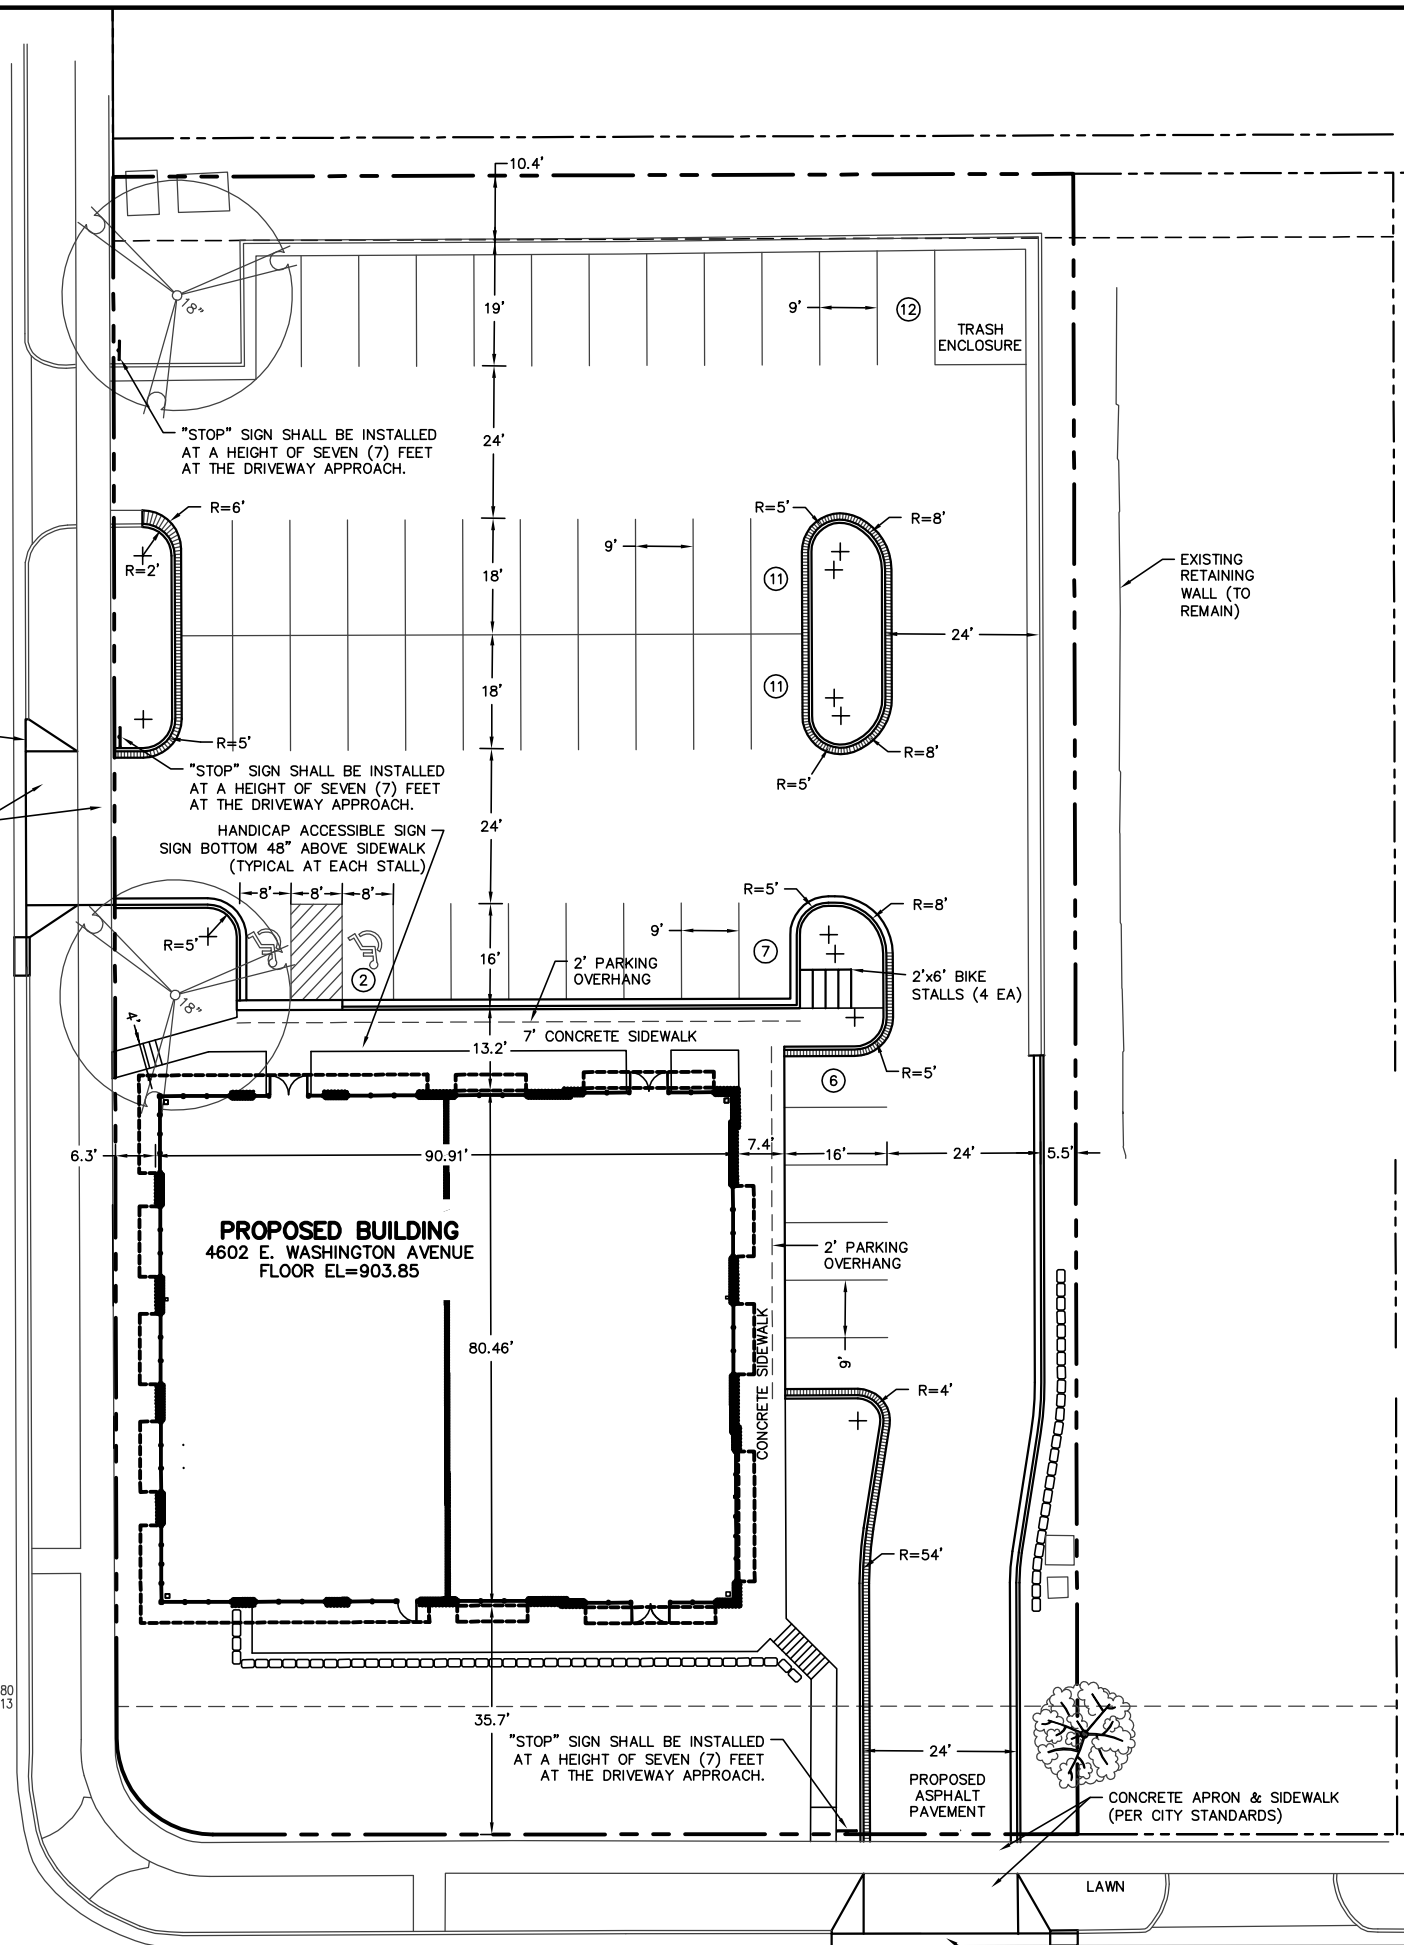 10.4'
18"
19'
9'
12
TRASH
ENCLOSURE
"STOP" SIGN SHALL BE INSTALLED
AT A HEIGHT OF SEVEN (7) FEET
AT THE DRIVEWAY APPROACH.
24'
R=6'
R=2'
9'
18'
R=5'
R=8'
11
EXISTING
RETAINING
WALL (TO
REMAIN)
24'
18'
11
R=5'
R=8'
R=5'
"STOP" SIGN SHALL BE INSTALLED
AT A HEIGHT OF SEVEN (7) FEET
AT THE DRIVEWAY APPROACH.
24'
HANDICAP ACCESSIBLE SIGN
SIGN BOTTOM 48" ABOVE SIDEWALK
(TYPICAL AT EACH STALL)
8'
8'
8'
R=5'
R=8'
R=5'
2
16'
9'
7
2' PARKING
OVERHANG
2'x6' BIKE
STALLS (4 EA)
18"
4'
7' CONCRETE SIDEWALK
13.2'
R=5'
6
6.3'
90.91'
7.4'
16'
24'
5.5'
PROPOSED BUILDING
4602 E. WASHINGTON AVENUE
FLOOR EL=903.85
2' PARKING
OVERHANG
80.46'
9'
CONCRETE SIDEWALK
R=4'
R=54'
80
13
35.7'
"STOP" SIGN SHALL BE INSTALLED
AT A HEIGHT OF SEVEN (7) FEET
AT THE DRIVEWAY APPROACH.
24'
PROPOSED
ASPHALT
PAVEMENT
CONCRETE APRON & SIDEWALK
(PER CITY STANDARDS)
LAWN